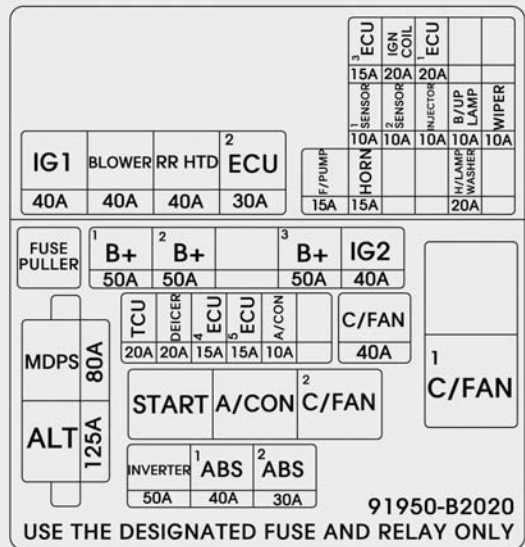 3 ECU IGN COIL 1 ECU
15A 20A 20A
1 SENSOR 2 SENSOR INJECTOR B/UP LAMP WIPER
10A 10A 10A 10A 10A
F/PUMP HORN H/LAMP WASHER
15A 15A 20A
IG1 BLOWER RR HTD 2 ECU
40A 40A 40A 30A
FUSE PULLER
1 B+ 2 B+ 3 B+ IG2
50A 50A 50A 40A
TCU DEICER 4 ECU 5 ECU A/CON
20A 20A 15A 15A 10A
C/FAN
40A
1 C/FAN
MDPS 80A
ALT 125A
START A/CON 2 C/FAN
INVERTER 1 ABS 2 ABS
50A 40A 30A
91950-B2020
USE THE DESIGNATED FUSE AND RELAY ONLY